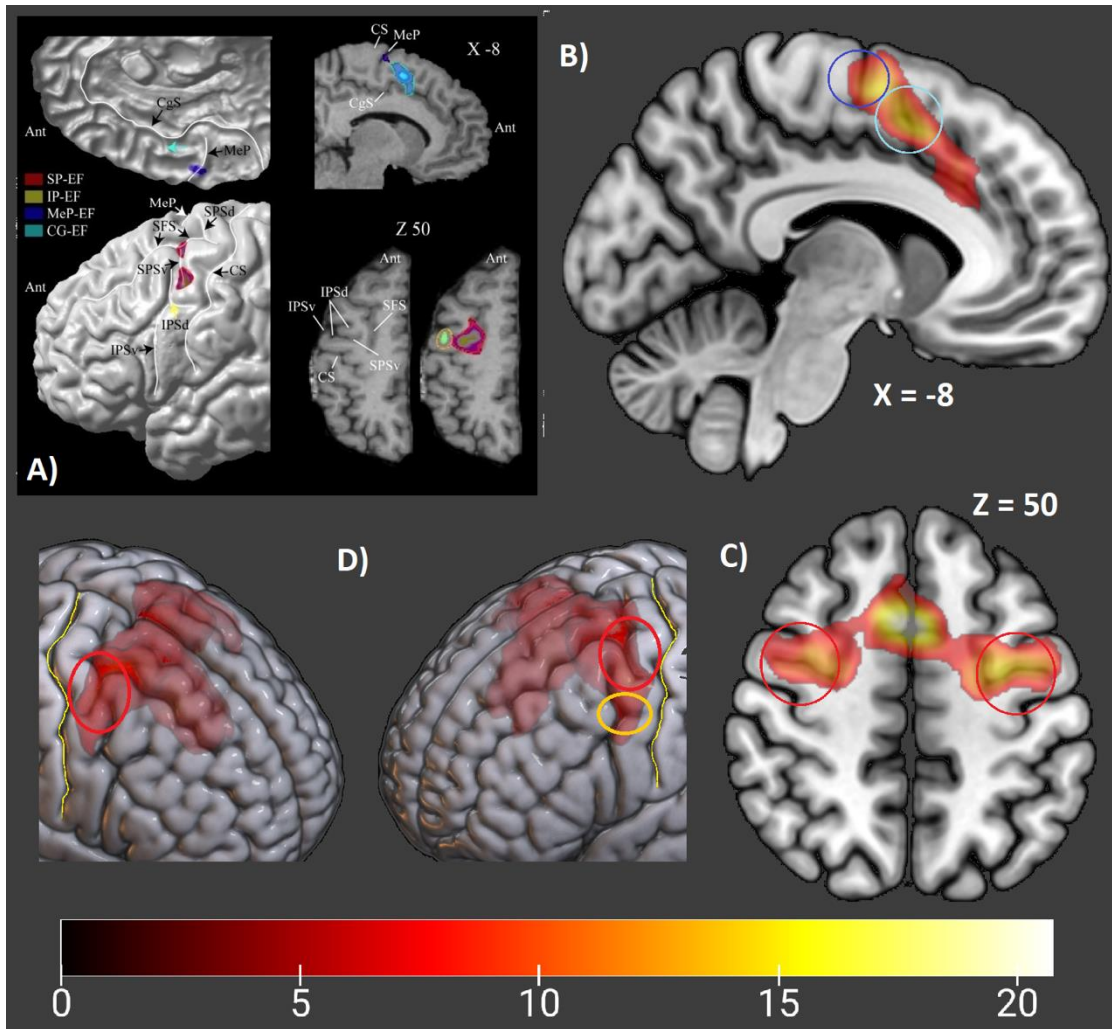 CS
MeP
X -8
CgS
Ant
MeP
CgS
Ant
SP-EF
IP-EF
MeP-EF
CG-EF
MeP
SPSd
SFS
SPSv
CS
Ant
IPSd
IPSv
A)
Z 50
Ant
Ant
IPSd
IPSv
SFS
SPSv
CS
B)
X = -8
D)
C)
Z = 50
0 5 10 15 20